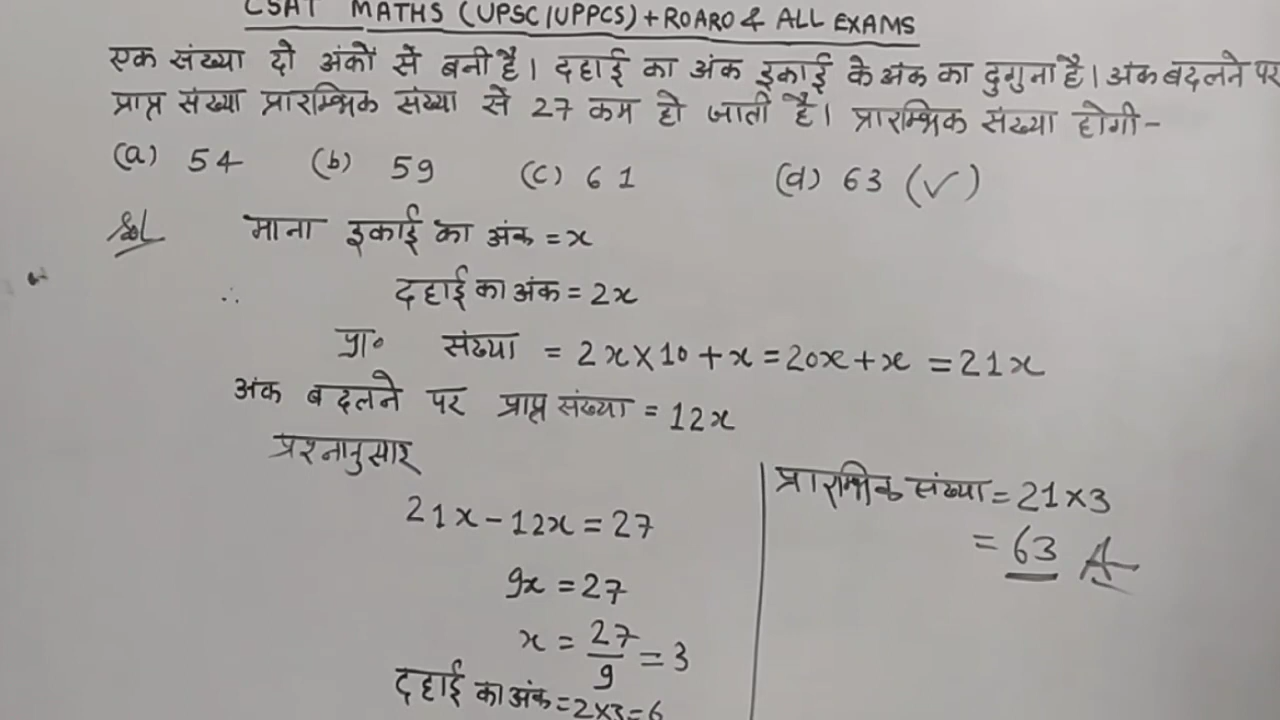 CSAT MATHS (UPSC/UPPCS) + ROARO & ALL EXAMS
एक संख्या दो अंकों से बनी है। दहाई का अंक इकाई के अंक का दुगुना है। अंक बदलने पर
प्राप्त संख्या प्रारम्भिक संख्या से 27 कम हो जाती है। प्रारम्भिक संख्या होगी -
(a) 54 (b) 59 (c) 61 (d) 63 (✓)
Sol माना इकाई का अंक = x
∴ दहाई का अंक = 2x
प्रा० संख्या = 2x × 10 + x = 20x + x = 21x
अंक बदलने पर प्राप्त संख्या = 12x
प्रश्नानुसार
21x - 12x = 27
9x = 27
x = 27/9 = 3
दहाई का अंक = 2×3 = 6
प्रारम्भिक संख्या = 21 × 3
= 63 A